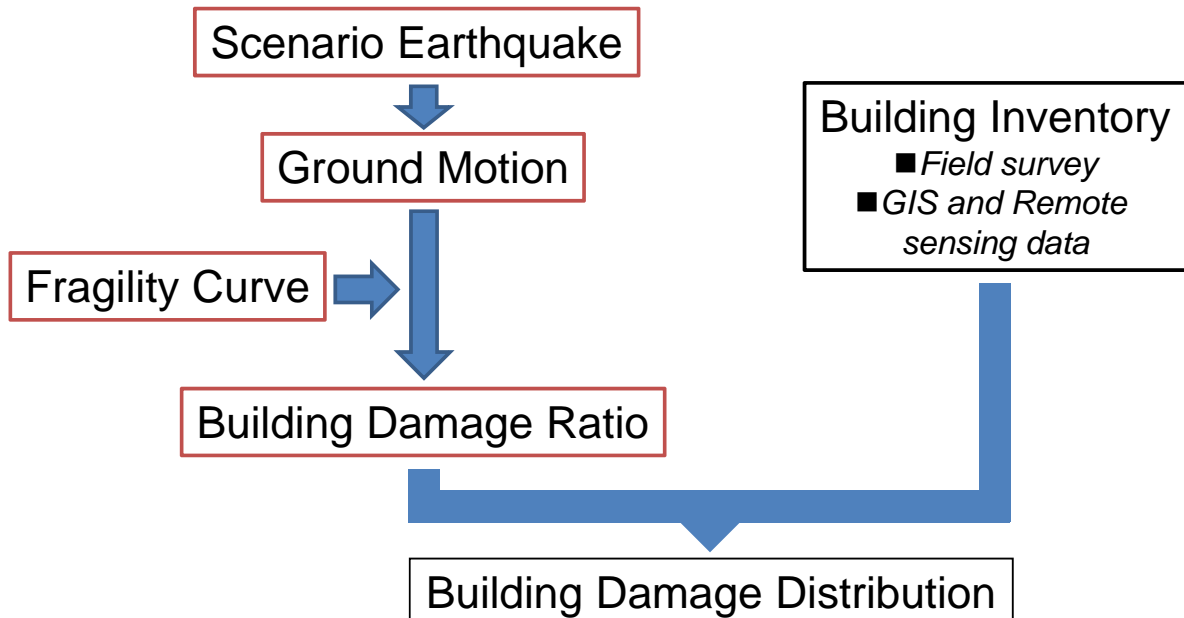 Scenario Earthquake
Ground Motion
Fragility Curve
Building Damage Ratio
Building Inventory
■Field survey
■GIS and Remote
sensing data
Building Damage Distribution